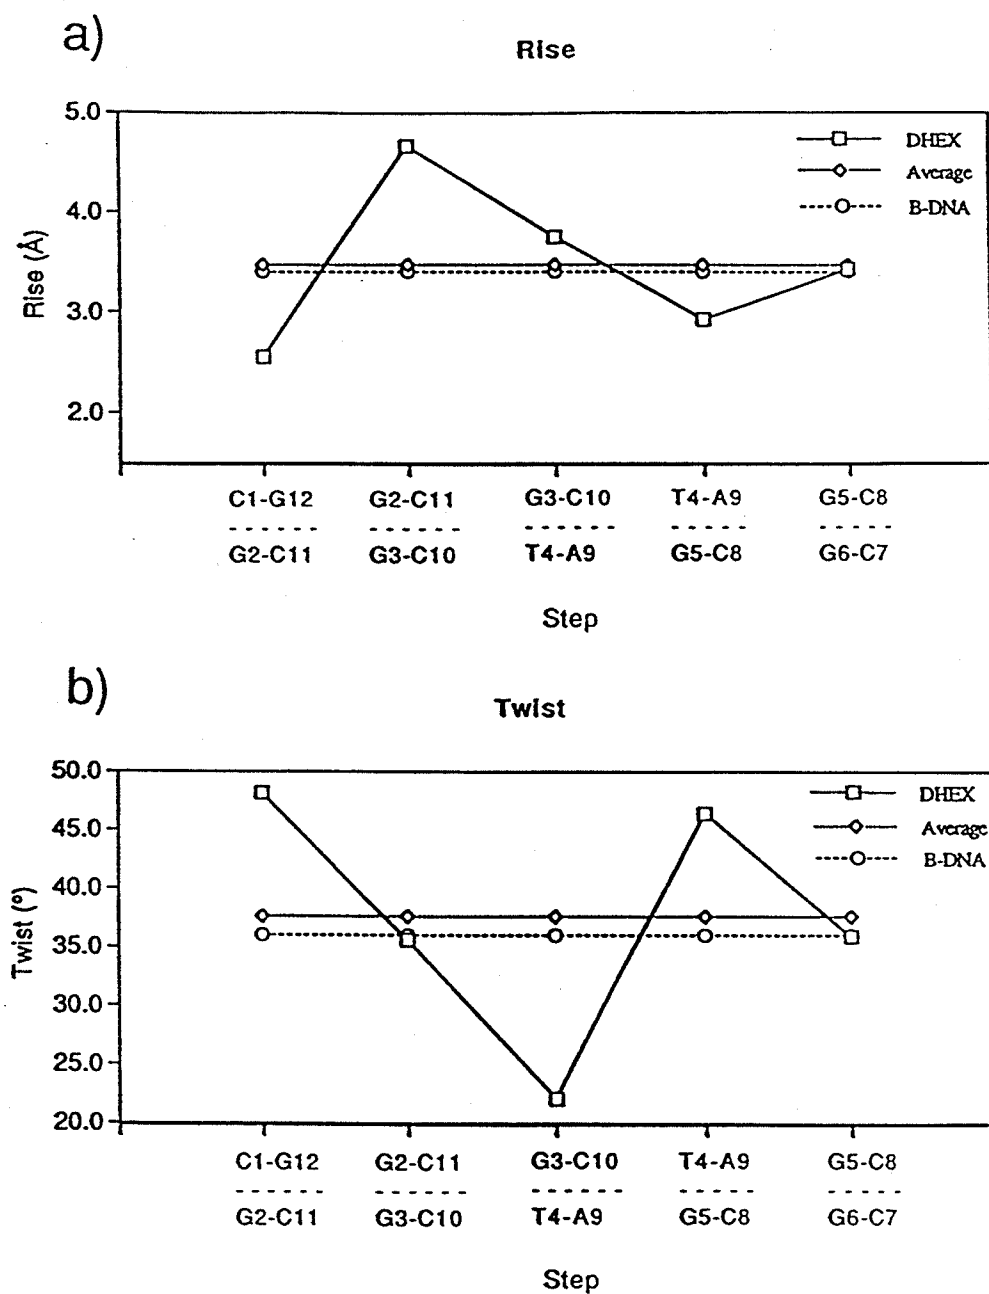 a)
Rise
5.0
4.0
3.0
2.0
Rise (Å)
DHEX
Average
B-DNA
C1-G12 G2-C11 G3-C10 T4-A9 G5-C8
G2-C11 G3-C10 T4-A9 G5-C8 G6-C7
Step
b)
Twist
50.0
45.0
40.0
35.0
30.0
25.0
20.0
Twist (º)
DHEX
Average
B-DNA
C1-G12 G2-C11 G3-C10 T4-A9 G5-C8
G2-C11 G3-C10 T4-A9 G5-C8 G6-C7
Step